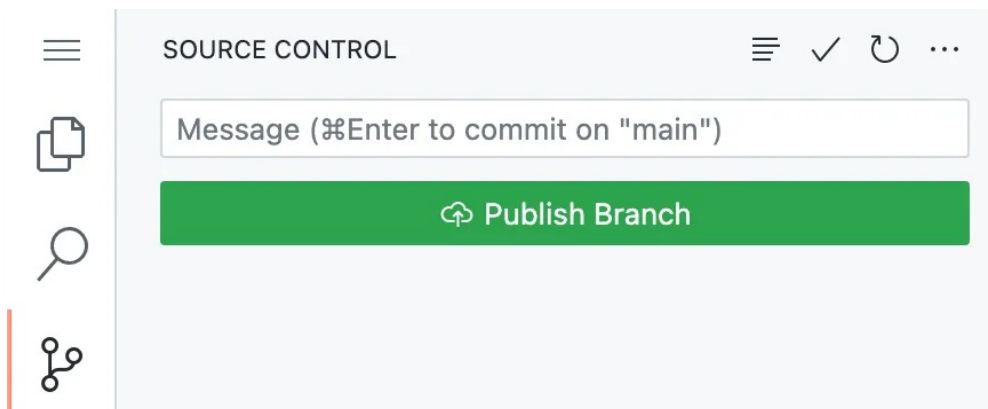 SOURCE CONTROL
Message (⌘Enter to commit on "main")
Publish Branch